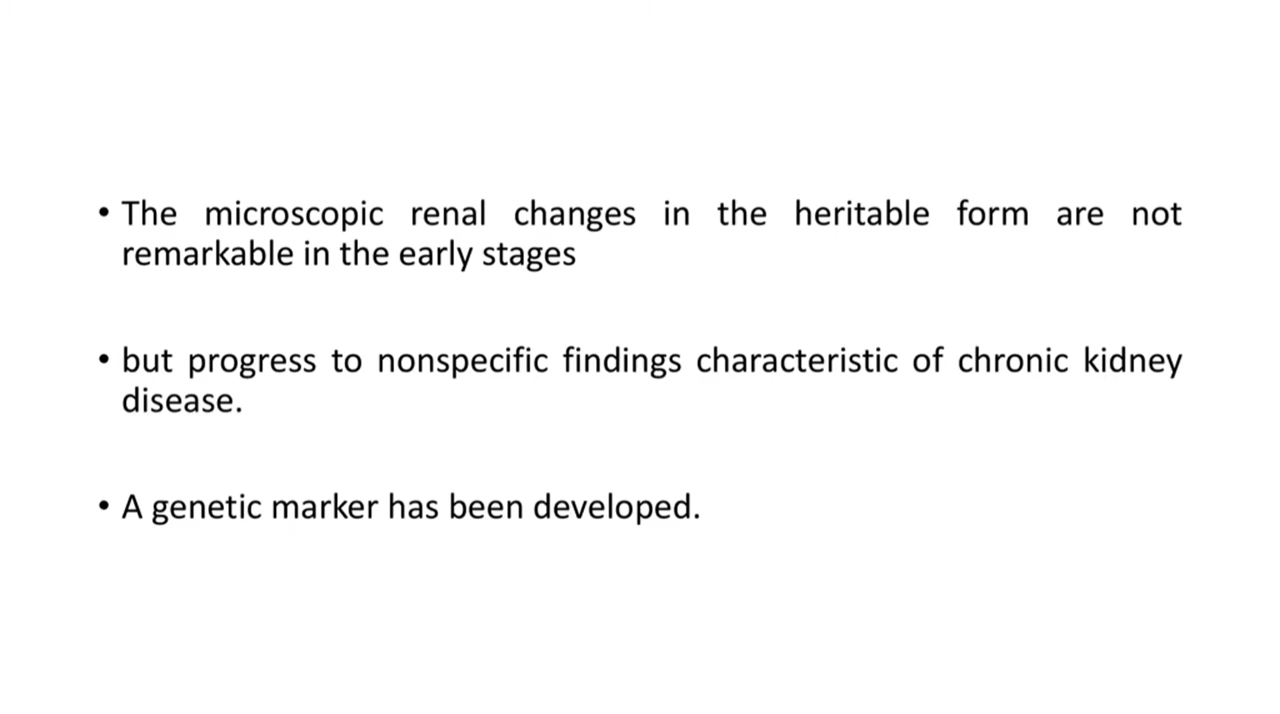 • The microscopic renal changes in the heritable form are not
remarkable in the early stages
• but progress to nonspecific findings characteristic of chronic kidney
disease.
• A genetic marker has been developed.